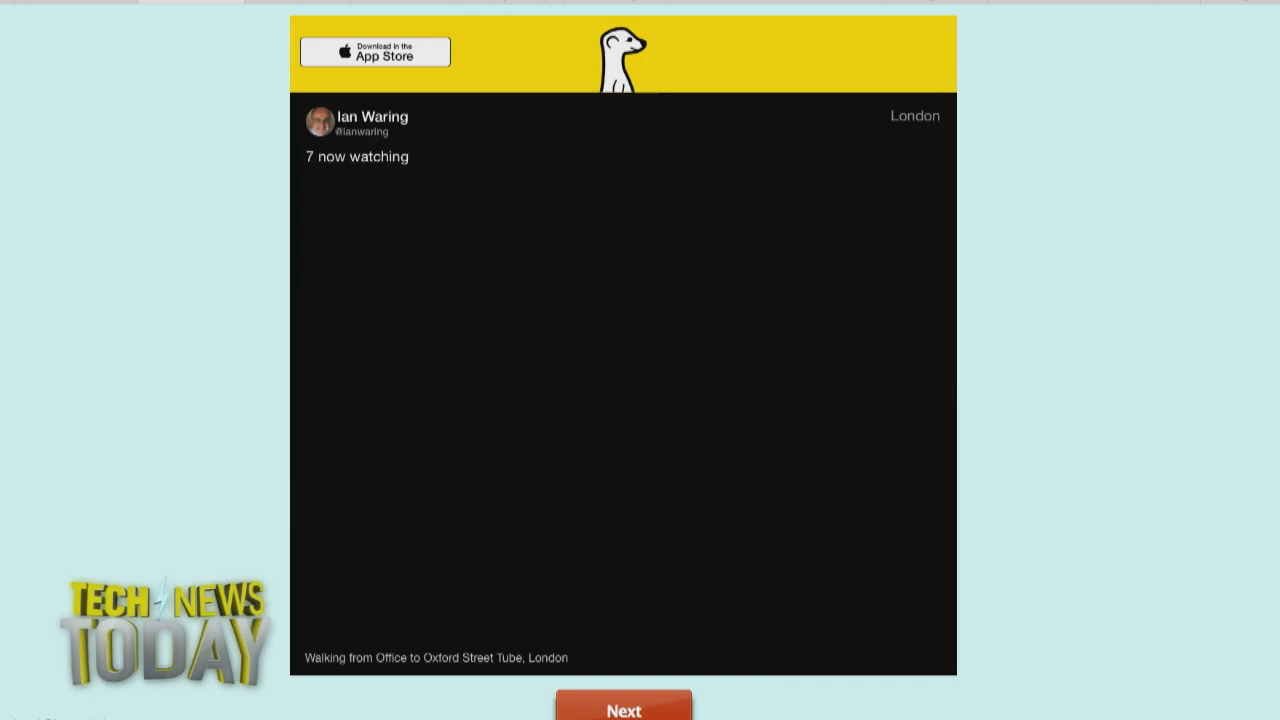 Download in the
App Store
Ian Waring
@ianwaring
London
7 now watching
Walking from Office to Oxford Street Tube, London
TECH NEWS
TODAY
Next